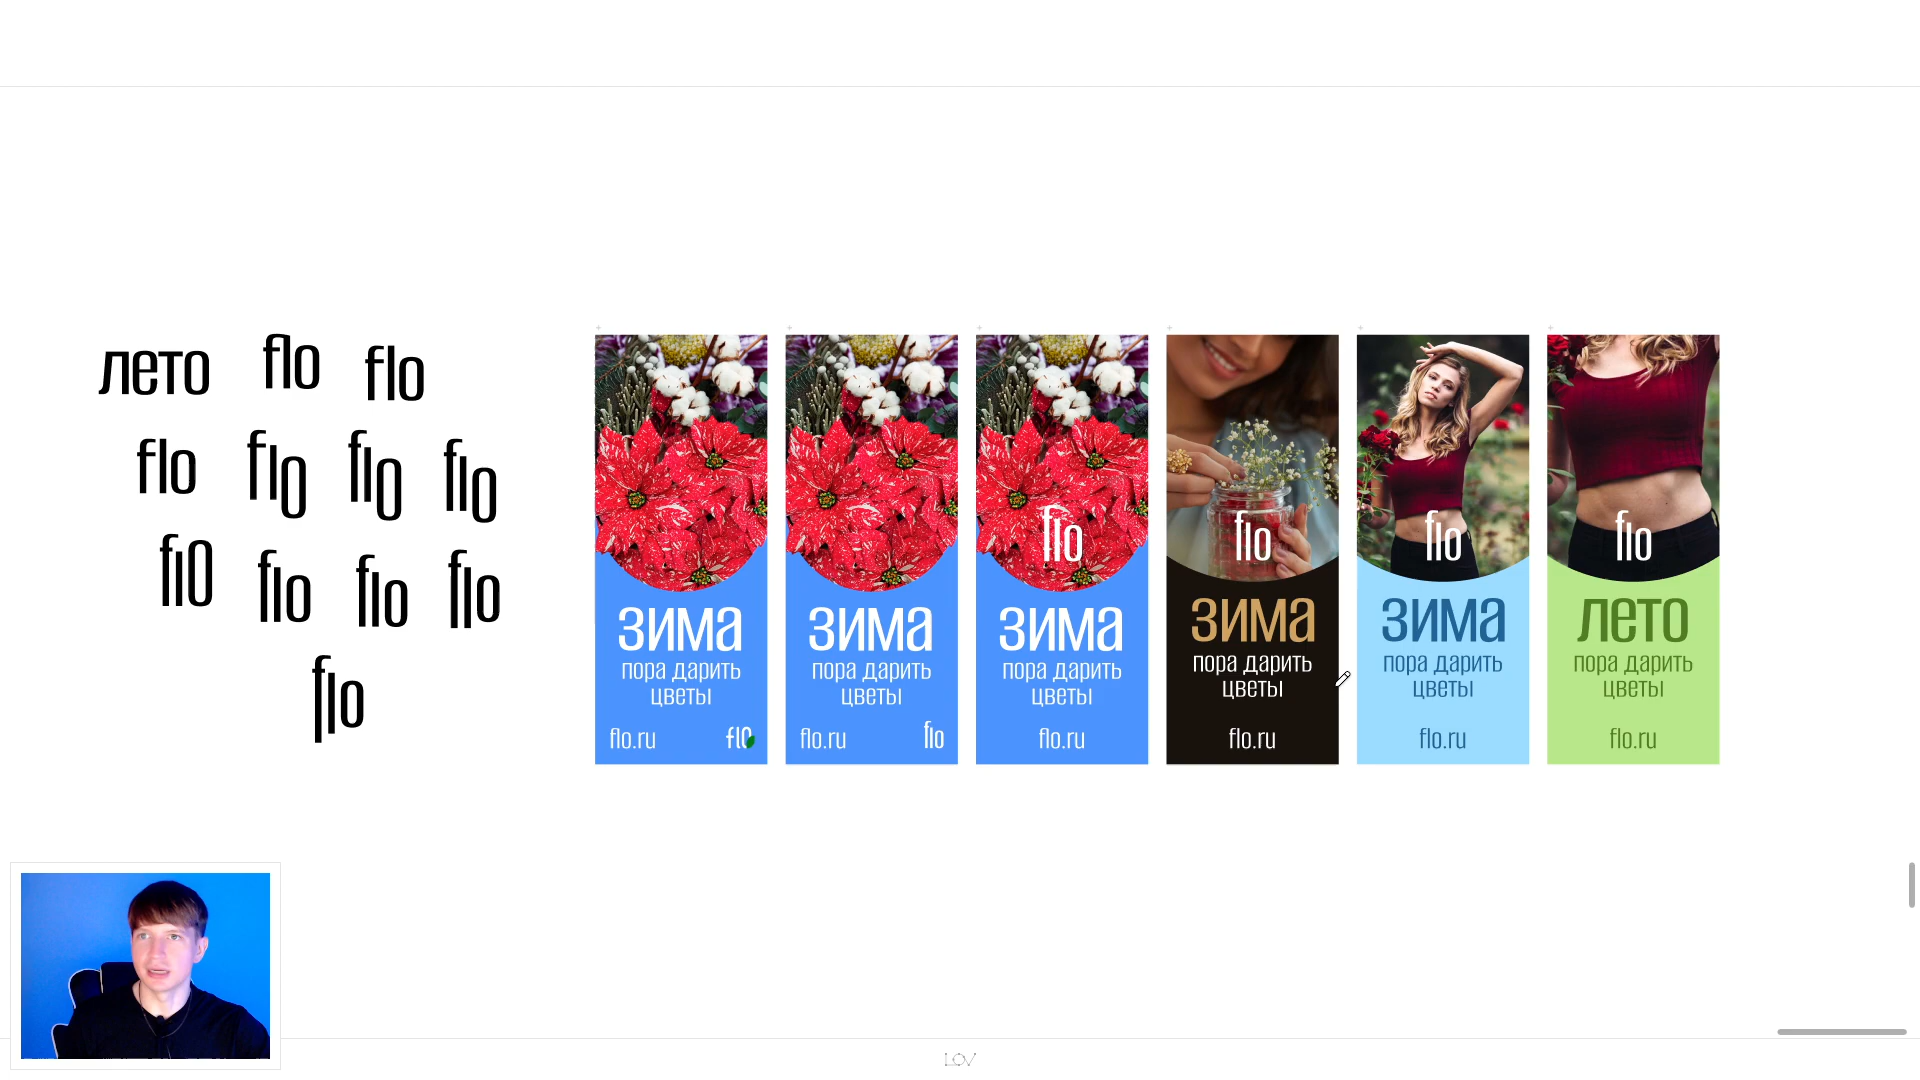 лето flo flo
flo flo flo flo
flo flo flo flo
flo
зима
пора дарить
цветы
flo.ru flo
зима
пора дарить
цветы
flo.ru flo
flo
зима
пора дарить
цветы
flo.ru
flo
зима
пора дарить
цветы
flo.ru
flo
зима
пора дарить
цветы
flo.ru
flo
лето
пора дарить
цветы
flo.ru
LOV